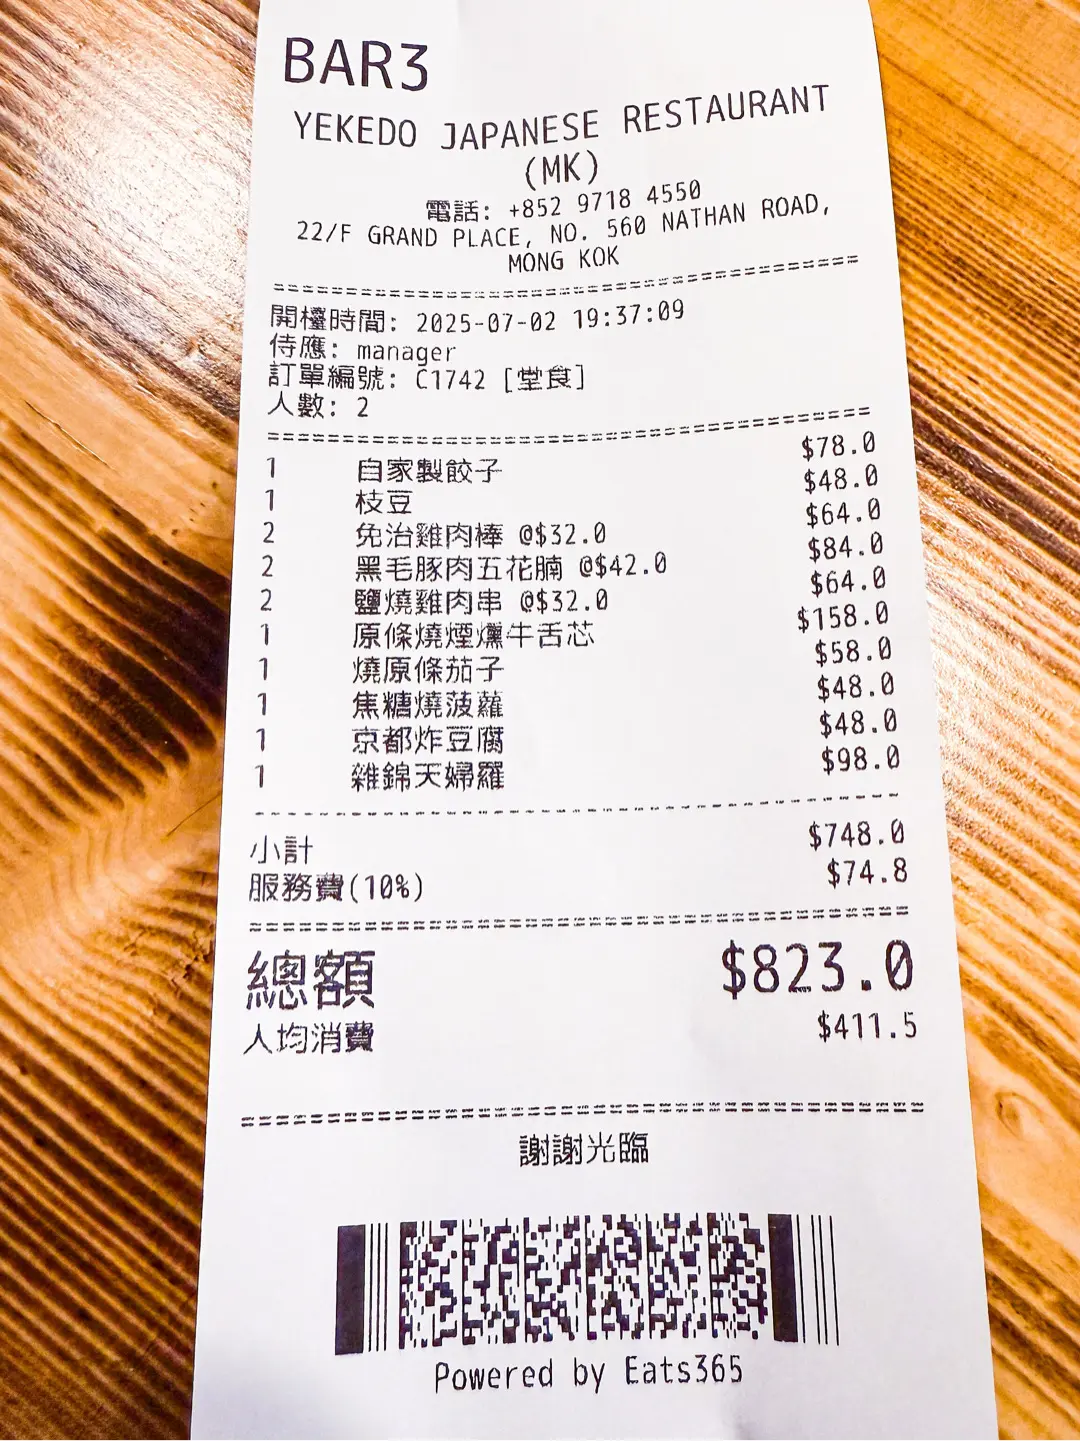 BAR3
YEKEDO JAPANESE RESTAURANT
(MK)
電話: +852 9718 4550
22/F GRAND PLACE, NO. 560 NATHAN ROAD,
MONG KOK
開檯時間: 2025-07-02 19:37:09
侍應: manager
訂單編號: C1742 [堂食]
人數: 2
1 自家製餃子 $78.0
1 枝豆 $48.0
2 免治雞肉棒 @$32.0 $64.0
2 黑毛豚肉五花腩 @$42.0 $84.0
2 鹽燒雞肉串 @$32.0 $64.0
1 原條燒煙燻牛舌芯 $158.0
1 燒原條茄子 $58.0
1 焦糖燒菠蘿 $48.0
1 京都炸豆腐 $48.0
1 雜錦天婦羅 $98.0
小計 $748.0
服務費(10%) $74.8
總額 $823.0
人均消費 $411.5
謝謝光臨
Powered by Eats365